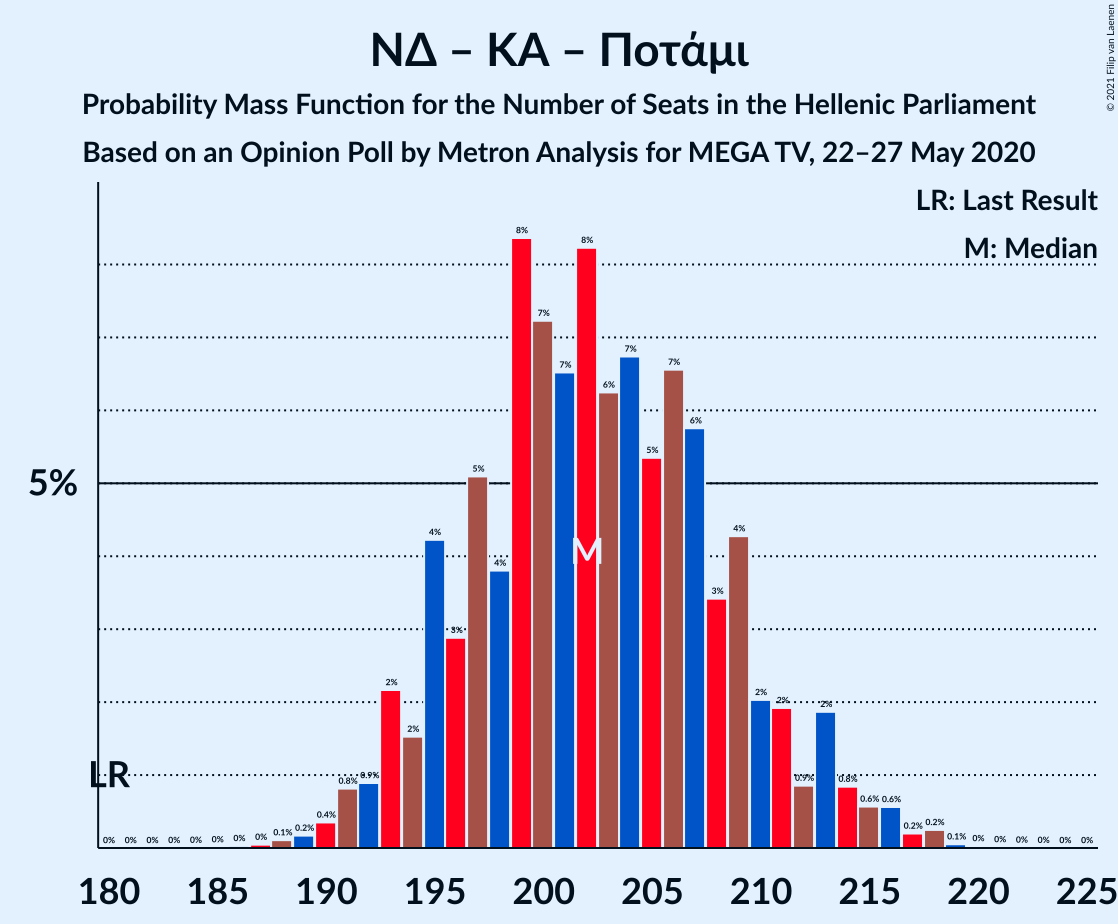 ΝΔ – ΚΑ – Ποτάμι
Probability Mass Function for the Number of Seats in the Hellenic Parliament
Based on an Opinion Poll by Metron Analysis for MEGA TV, 22–27 May 2020
© 2021 Filip van Laenen
LR: Last Result
M: Median
5%
LR
M
0% 0% 0% 0% 0% 0% 0% 0% 0.1% 0.2% 0.4% 0.8% 0.9% 2% 2% 4% 3% 5% 4% 8% 7% 7% 8% 6% 7% 5% 7% 6% 3% 4% 2% 2% 0.9% 2% 0.8% 0.6% 0.6% 0.2% 0.2% 0.1% 0% 0% 0% 0% 0% 0%
180 185 190 195 200 205 210 215 220 225